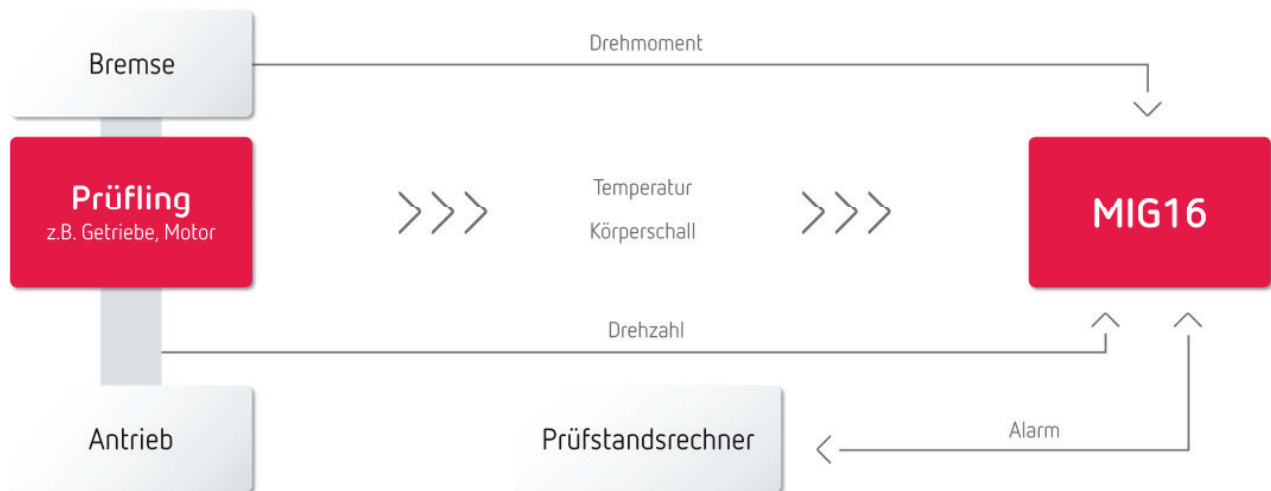 Bremse
Drehmoment
Prüfling
z.B. Getriebe, Motor
Temperatur
Körperschall
MIG16
Drehzahl
Antrieb
Prüfstandsrechner
Alarm